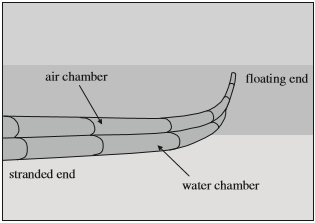 air chamber
floating end
stranded end
water chamber